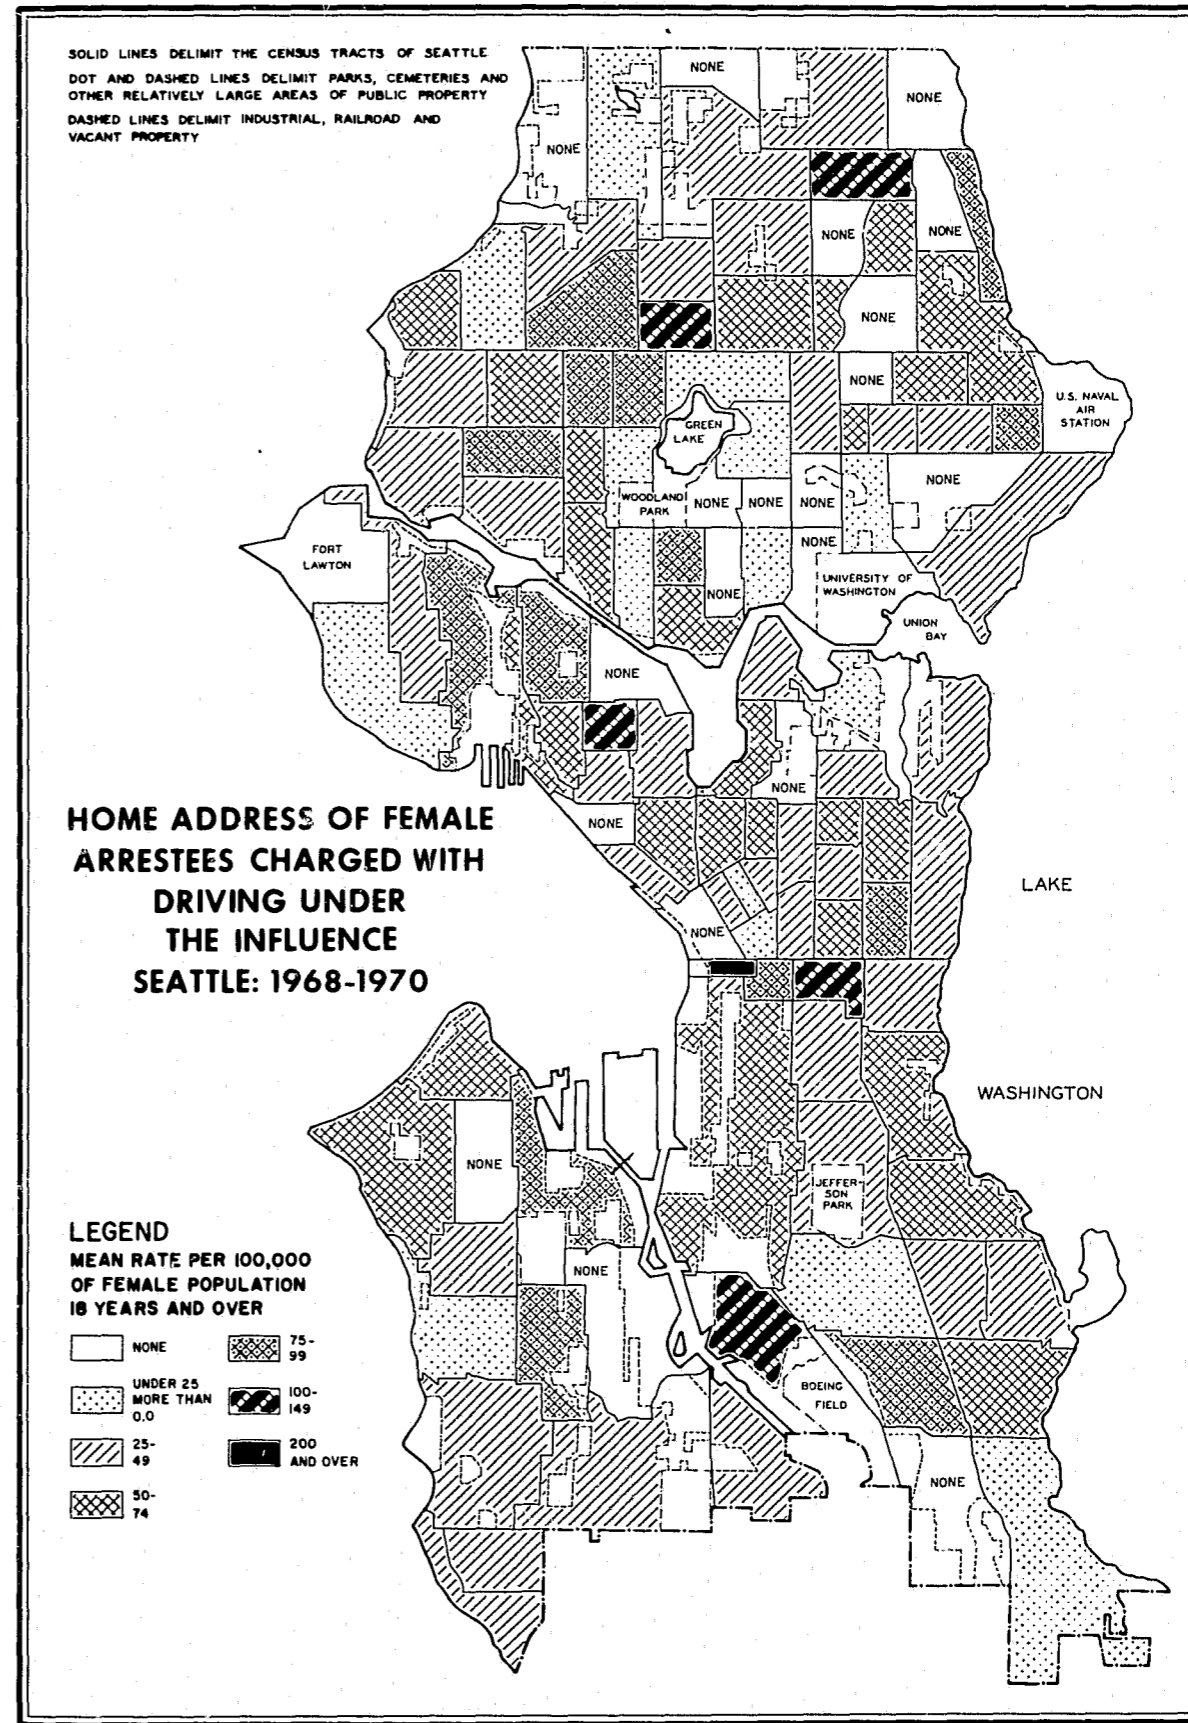 SOLID LINES DELIMIT THE CENSUS TRACTS OF SEATTLE
DOT AND DASHED LINES DELIMIT PARKS, CEMETERIES AND
OTHER RELATIVELY LARGE AREAS OF PUBLIC PROPERTY
DASHED LINES DELIMIT INDUSTRIAL, RAILROAD AND
VACANT PROPERTY
NONE
NONE
NONE
NONE
NONE
NONE
NONE
U.S. NAVAL
AIR
STATION
GREEN
LAKE
NONE
WOODLAND
PARK
NONE
NONE
NONE
NONE
FORT
LAWTON
UNIVERSITY OF
WASHINGTON
NONE
UNION
BAY
NONE
NONE
NONE
HOME ADDRESS OF FEMALE
ARRESTEES CHARGED WITH
DRIVING UNDER
THE INFLUENCE
SEATTLE: 1968-1970
LAKE
NONE
WASHINGTON
NONE
JEFFER-
SON
PARK
NONE
BOEING
FIELD
NONE
LEGEND
MEAN RATE PER 100,000
OF FEMALE POPULATION
18 YEARS AND OVER
NONE
UNDER 25
MORE THAN
0.0
25-
49
50-
74
75-
99
100-
149
200
AND OVER